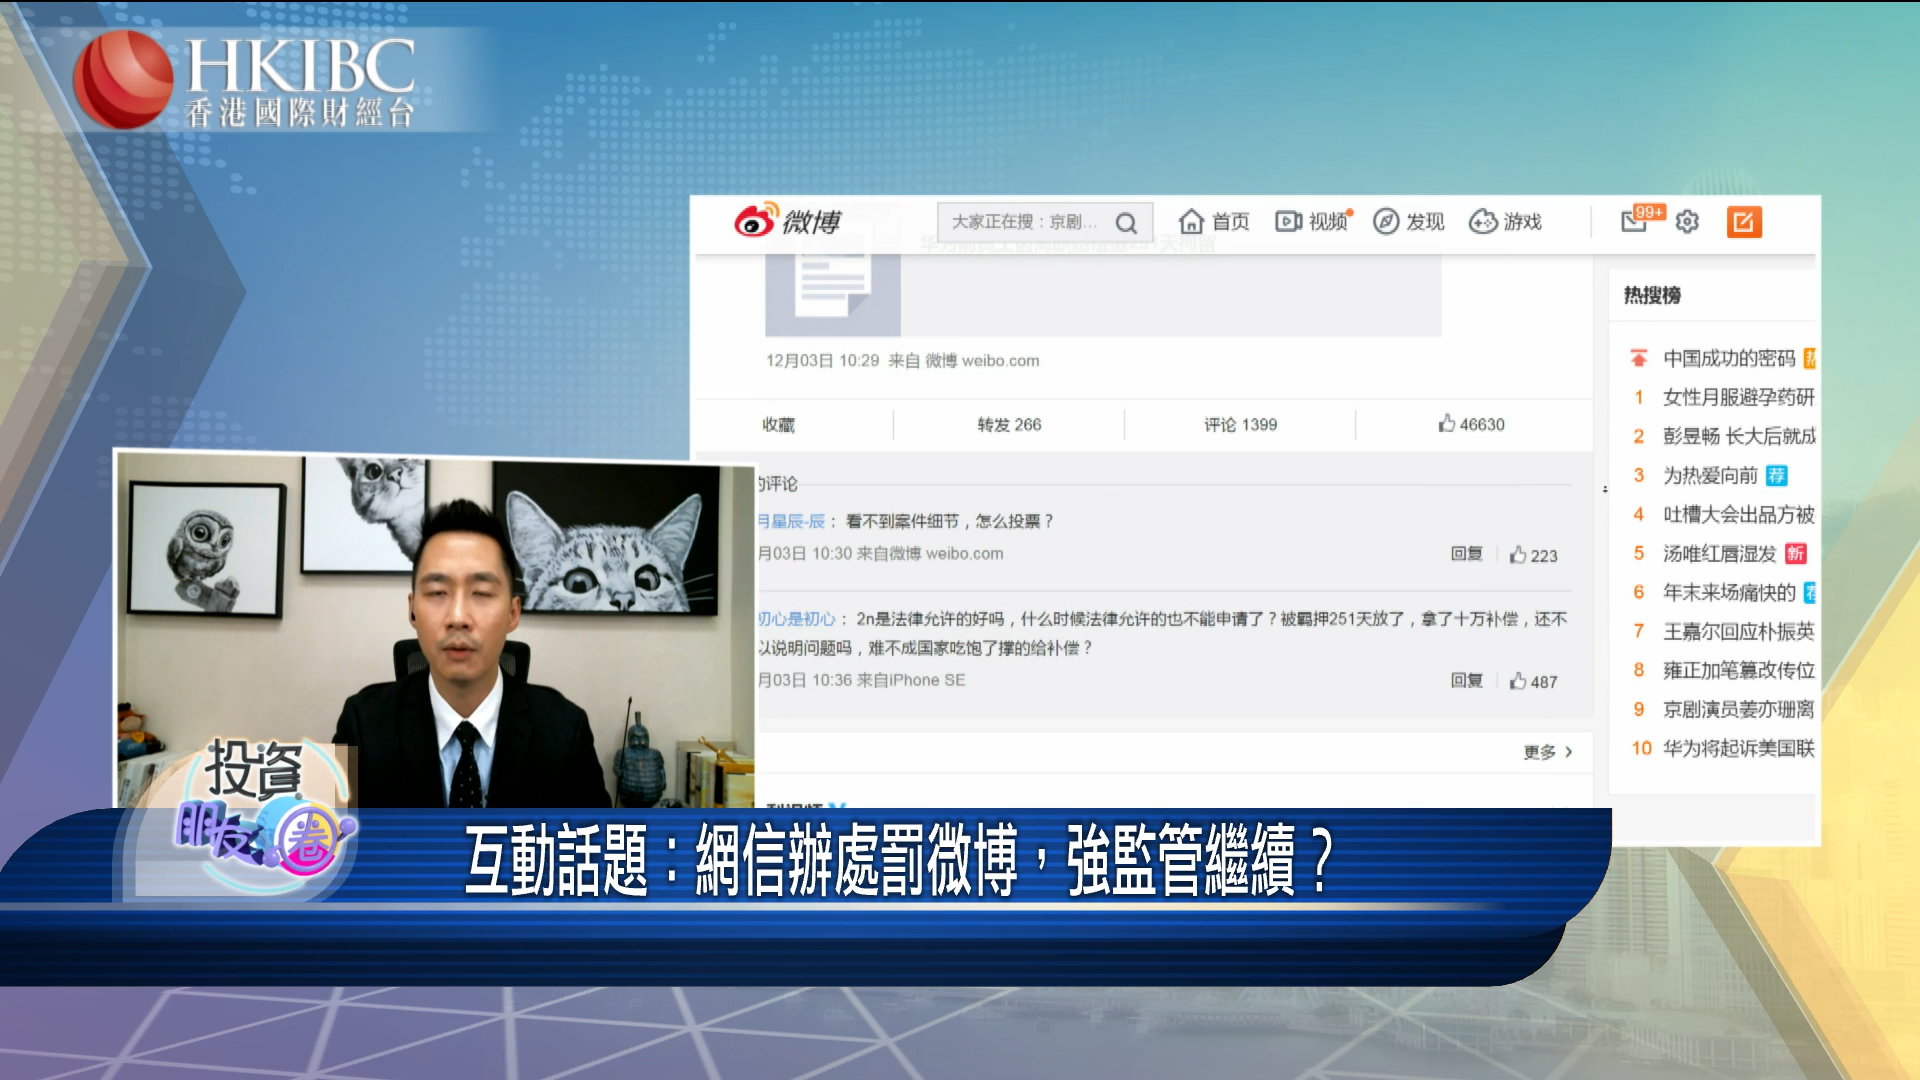 HKIBC
香港國際財經台
微博
大家正在搜：京剧...
首页
视频
发现
游戏
99+
12月03日 10:29 来自 微博 weibo.com
收藏
转发 266
评论 1399
46630
的评论
月星辰-辰： 看不到案件细节，怎么投票？
月03日 10:30 来自微博 weibo.com
回复
223
初心是初心： 2n是法律允许的好吗，什么时候法律允许的也不能申请了？被羁押251天放了，拿了十万补偿，还不
以说明问题吗，难不成国家吃饱了撑的给补偿？
月03日 10:36 来自iPhone SE
回复
487
更多
热搜榜
中国成功的密码 热
1 女性月服避孕药研
2 彭昱畅 长大后就成
3 为热爱向前 荐
4 吐槽大会出品方被
5 汤唯红唇湿发 新
6 年末来场痛快的 荐
7 王嘉尔回应朴振英
8 雍正加笔篡改传位
9 京剧演员姜亦珊离
10 华为将起诉美国联
投資
朋友圈
互動話題：網信辦處罰微博，強監管繼續？